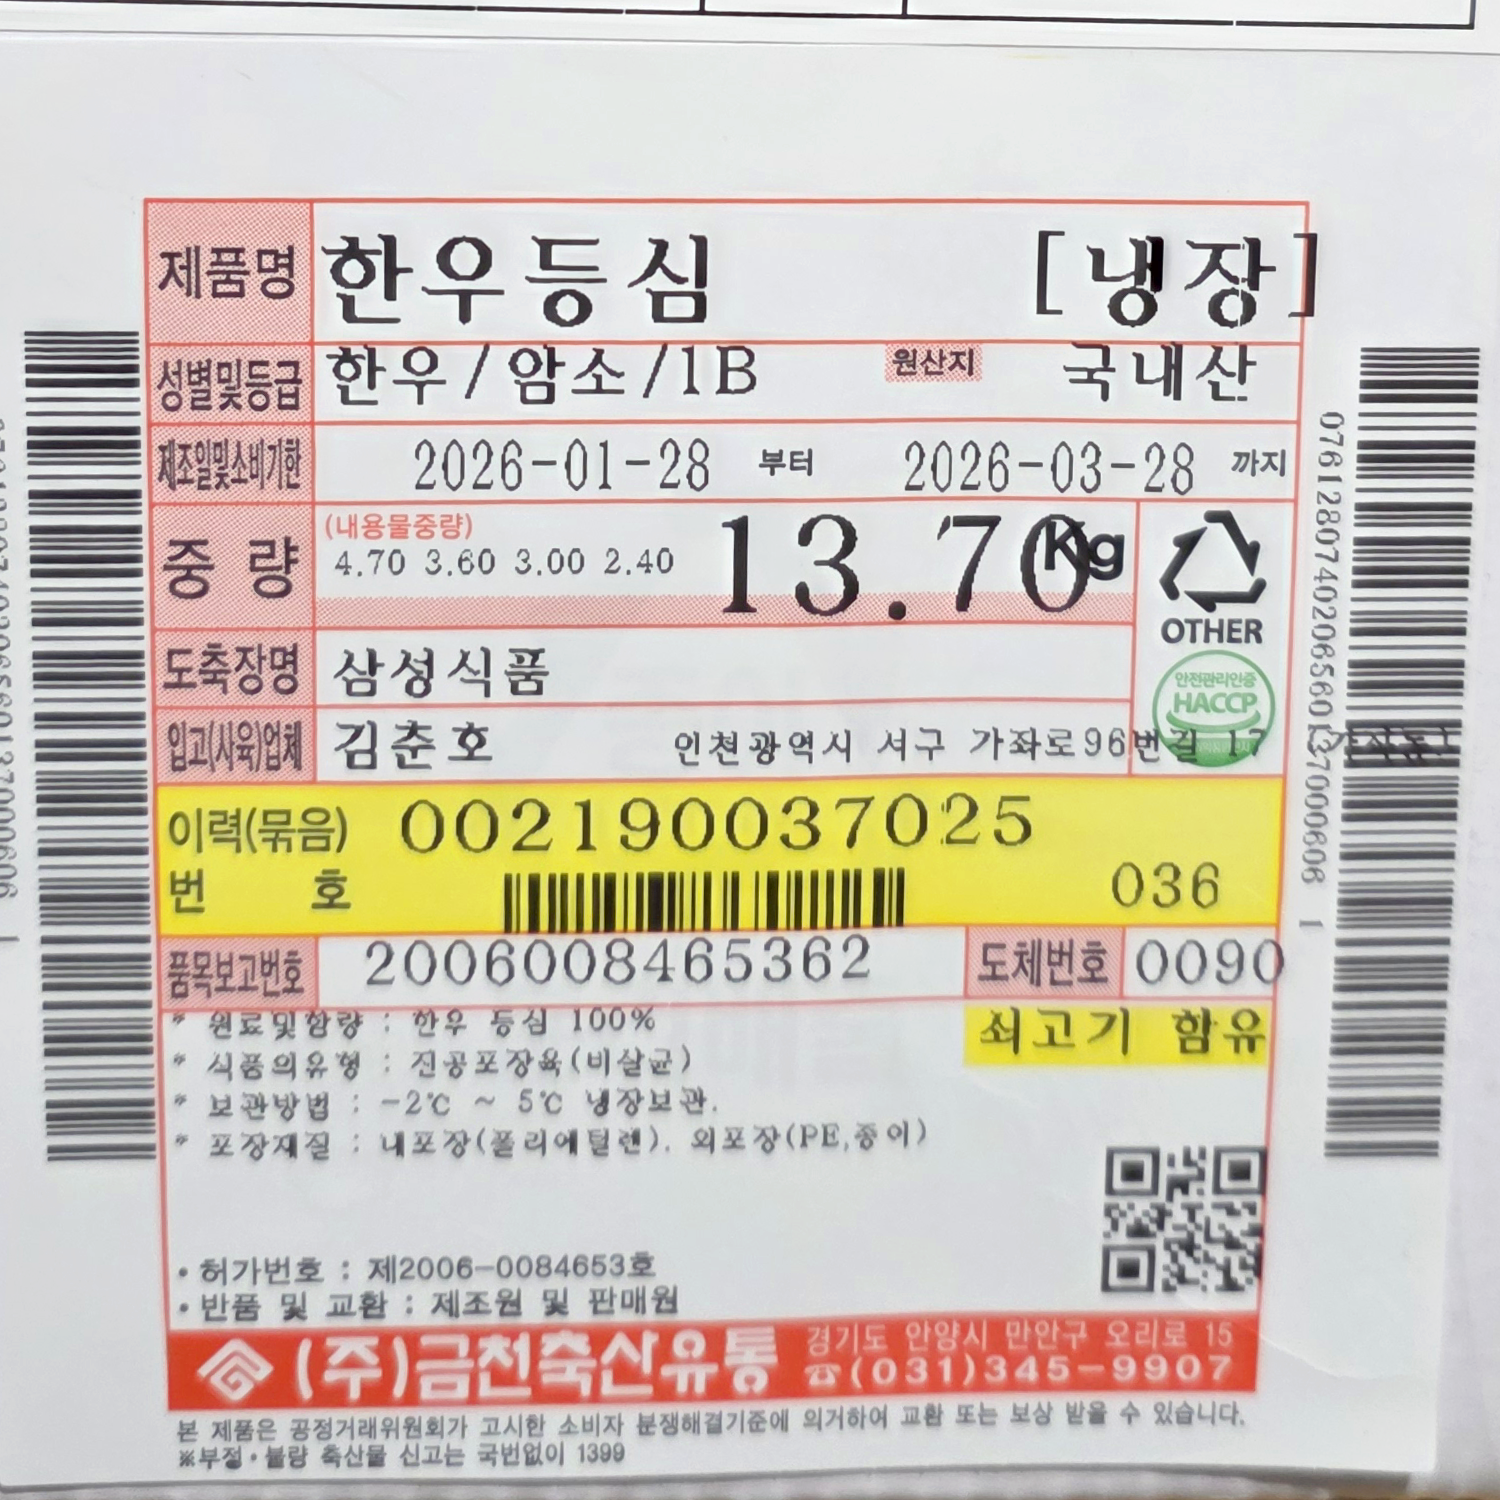 제품명 한우등심 [냉장]
성별및등급 한우/암소/1B 원산지 국내산
제조일및소비기한 2026-01-28 부터 2026-03-28 까지
중 량 (내용물중량) 13.70 Kg
4.70 3.60 3.00 2.40
OTHER
도축장명 삼성식품
안전관리인증
HACCP
입고(사육)업체 김춘호 인천광역시 서구 가좌로96번길 17
이력(묶음) 002190037025
번 호 036
품목보고번호 2006008465362 도체번호 0090
* 원료및함량 : 한우 등심 100%
쇠고기 함유
* 식품의유형 : 진공포장육(비살균)
* 보관방법 : -2℃ ~ 5℃ 냉장보관.
* 포장재질 : 내포장(폴리에틸렌), 외포장(PE,종이)
• 허가번호 : 제2006-0084653호
• 반품 및 교환 : 제조원 및 판매원
(주)금천축산유통 경기도 안양시 만안구 오리로 15
☎(031)345-9907
본 제품은 공정거래위원회가 고시한 소비자 분쟁해결기준에 의거하여 교환 또는 보상 받을 수 있습니다.
※부정·불량 축산물 신고는 국번없이 1399